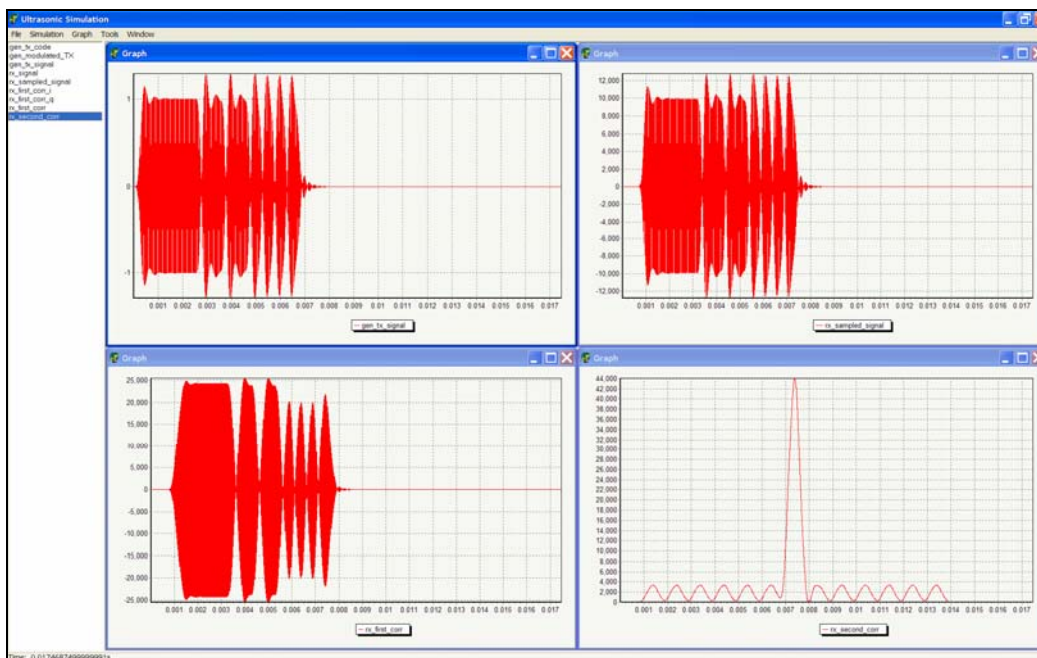 Ultrasonic Simulation
File Simulation Graph Tools Window
gen_tx_code
gen_modulated_TX
gen_tx_signal
rx_signal
rx_sampled_signal
rx_first_corr_i
rx_first_corr_q
rx_first_corr
rx_second_corr
Graph
1
0
-1
0.001 0.002 0.003 0.004 0.005 0.006 0.007 0.008 0.009 0.01 0.011 0.012 0.013 0.014 0.015 0.016 0.017
gen_tx_signal
Graph
12,000
10,000
8,000
6,000
4,000
2,000
0
-2,000
-4,000
-6,000
-8,000
-10,000
-12,000
0.001 0.002 0.003 0.004 0.005 0.006 0.007 0.008 0.009 0.01 0.011 0.012 0.013 0.014 0.015 0.016 0.017
rx_sampled_signal
Graph
25,000
20,000
15,000
10,000
5,000
0
-5,000
-10,000
-15,000
-20,000
-25,000
0.001 0.002 0.003 0.004 0.005 0.006 0.007 0.008 0.009 0.01 0.011 0.012 0.013 0.014 0.015 0.016 0.017
rx_first_corr
Graph
44,000
42,000
40,000
38,000
36,000
34,000
32,000
30,000
28,000
26,000
24,000
22,000
20,000
18,000
16,000
14,000
12,000
10,000
8,000
6,000
4,000
2,000
0
0.001 0.002 0.003 0.004 0.005 0.006 0.007 0.008 0.009 0.01 0.011 0.012 0.013 0.014 0.015 0.016 0.017
rx_second_corr
Time: